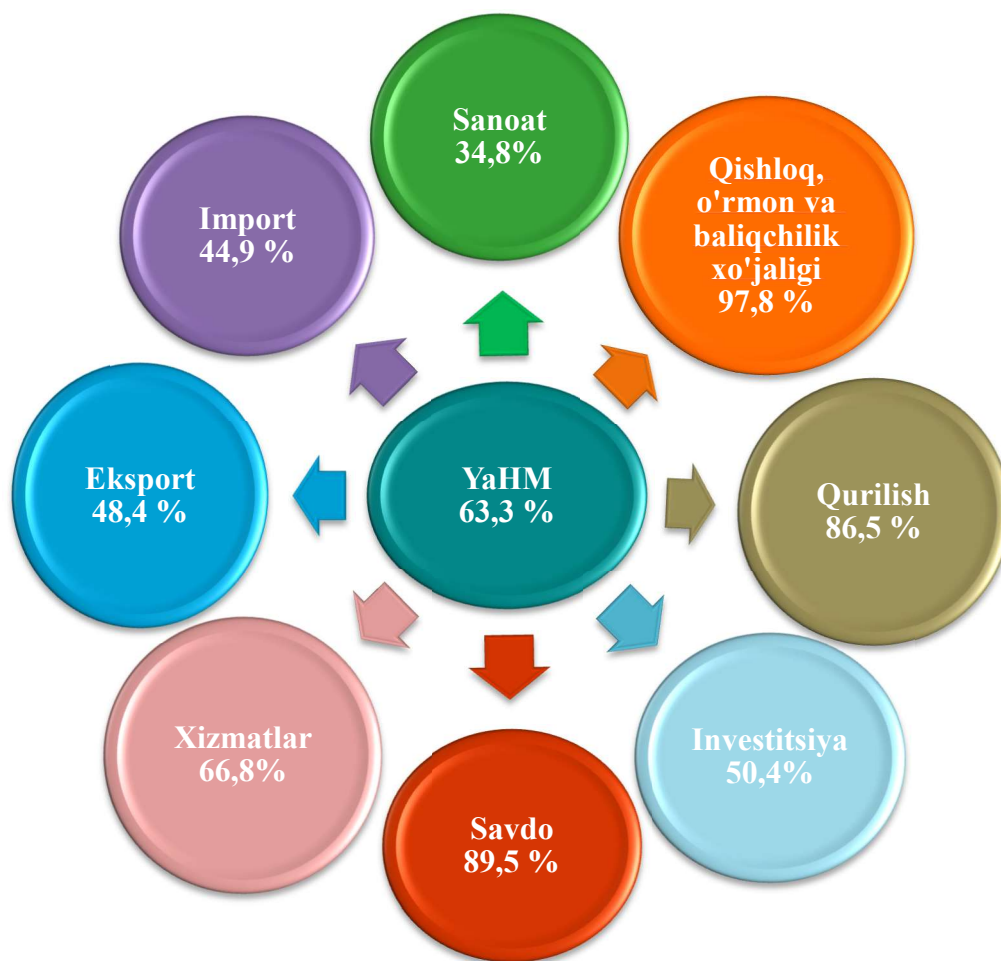 Sanoat
34,8%
Qishloq,
o'rmon va
baliqchilik
xo'jaligi
97,8 %
Import
44,9 %
Eksport
48,4 %
YaHM
63,3 %
Qurilish
86,5 %
Xizmatlar
66,8%
Investitsiya
50,4%
Savdo
89,5 %